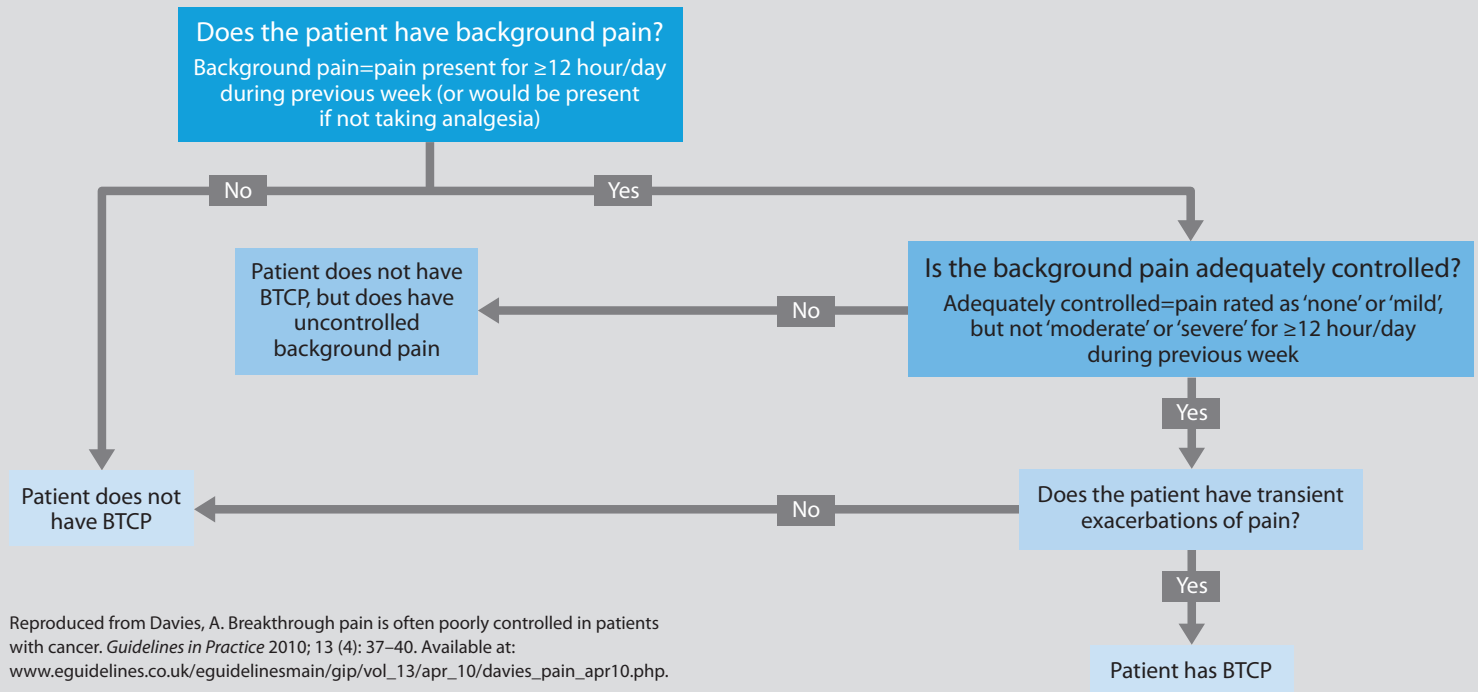 Does the patient have background pain?
Background pain=pain present for ≥12 hour/day
during previous week (or would be present
if not taking analgesia)
No
Yes
Patient does not have
BTCP, but does have
uncontrolled
background pain
No
Is the background pain adequately controlled?
Adequately controlled=pain rated as ‘none’ or ‘mild’,
but not ‘moderate’ or ‘severe’ for ≥12 hour/day
during previous week
Yes
Patient does not
have BTCP
No
Does the patient have transient
exacerbations of pain?
Yes
Patient has BTCP
Reproduced from Davies, A. Breakthrough pain is often poorly controlled in patients
with cancer. Guidelines in Practice 2010; 13 (4): 37–40. Available at:
www.eguidelines.co.uk/eguidelinesmain/gip/vol_13/apr_10/davies_pain_apr10.php.